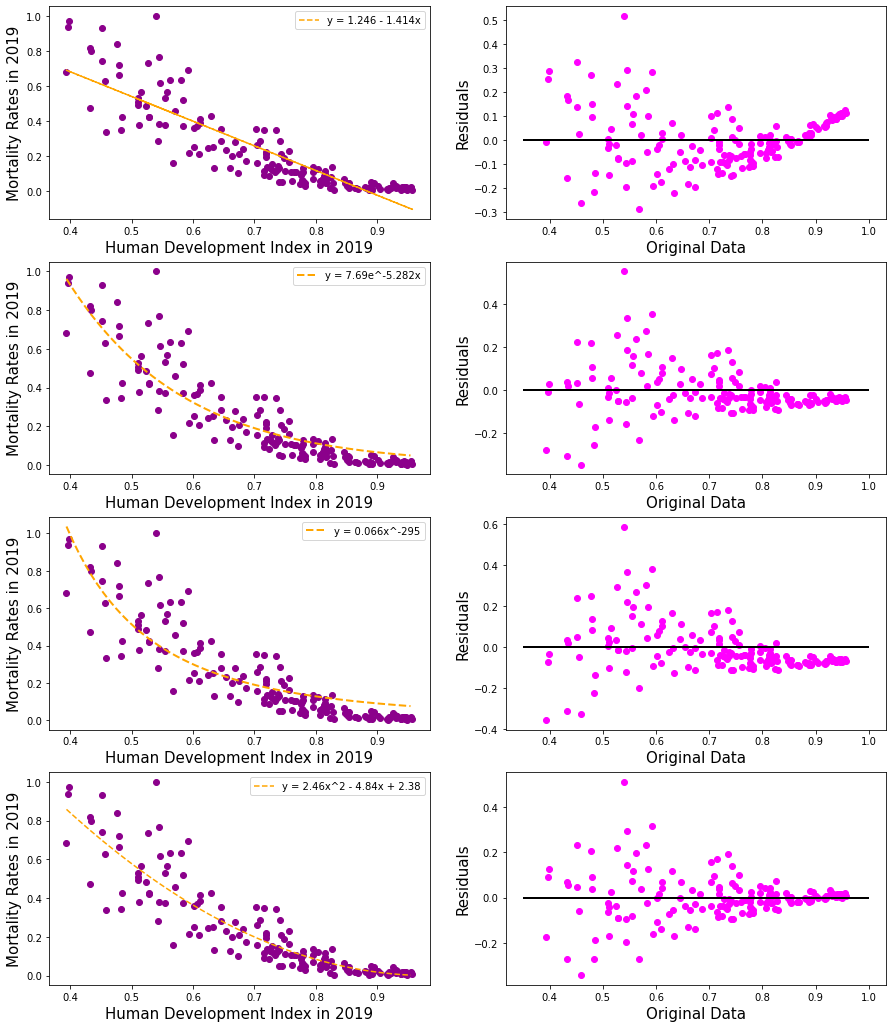 y = 1.246 - 1.414x
Mortality Rates in 2019
1.0
0.8
0.6
0.4
0.2
0.0
0.4 0.5 0.6 0.7 0.8 0.9
Human Development Index in 2019
Residuals
0.5
0.4
0.3
0.2
0.1
0.0
−0.1
−0.2
−0.3
0.4 0.5 0.6 0.7 0.8 0.9 1.0
Original Data
y = 7.69e^-5.282x
Mortality Rates in 2019
1.0
0.8
0.6
0.4
0.2
0.0
0.4 0.5 0.6 0.7 0.8 0.9
Human Development Index in 2019
Residuals
0.4
0.2
0.0
−0.2
0.4 0.5 0.6 0.7 0.8 0.9 1.0
Original Data
y = 0.066x^-295
Mortality Rates in 2019
1.0
0.8
0.6
0.4
0.2
0.0
0.4 0.5 0.6 0.7 0.8 0.9
Human Development Index in 2019
Residuals
0.6
0.4
0.2
0.0
−0.2
−0.4
0.4 0.5 0.6 0.7 0.8 0.9 1.0
Original Data
y = 2.46x^2 - 4.84x + 2.38
Mortality Rates in 2019
1.0
0.8
0.6
0.4
0.2
0.0
0.4 0.5 0.6 0.7 0.8 0.9
Human Development Index in 2019
Residuals
0.4
0.2
0.0
−0.2
0.4 0.5 0.6 0.7 0.8 0.9 1.0
Original Data